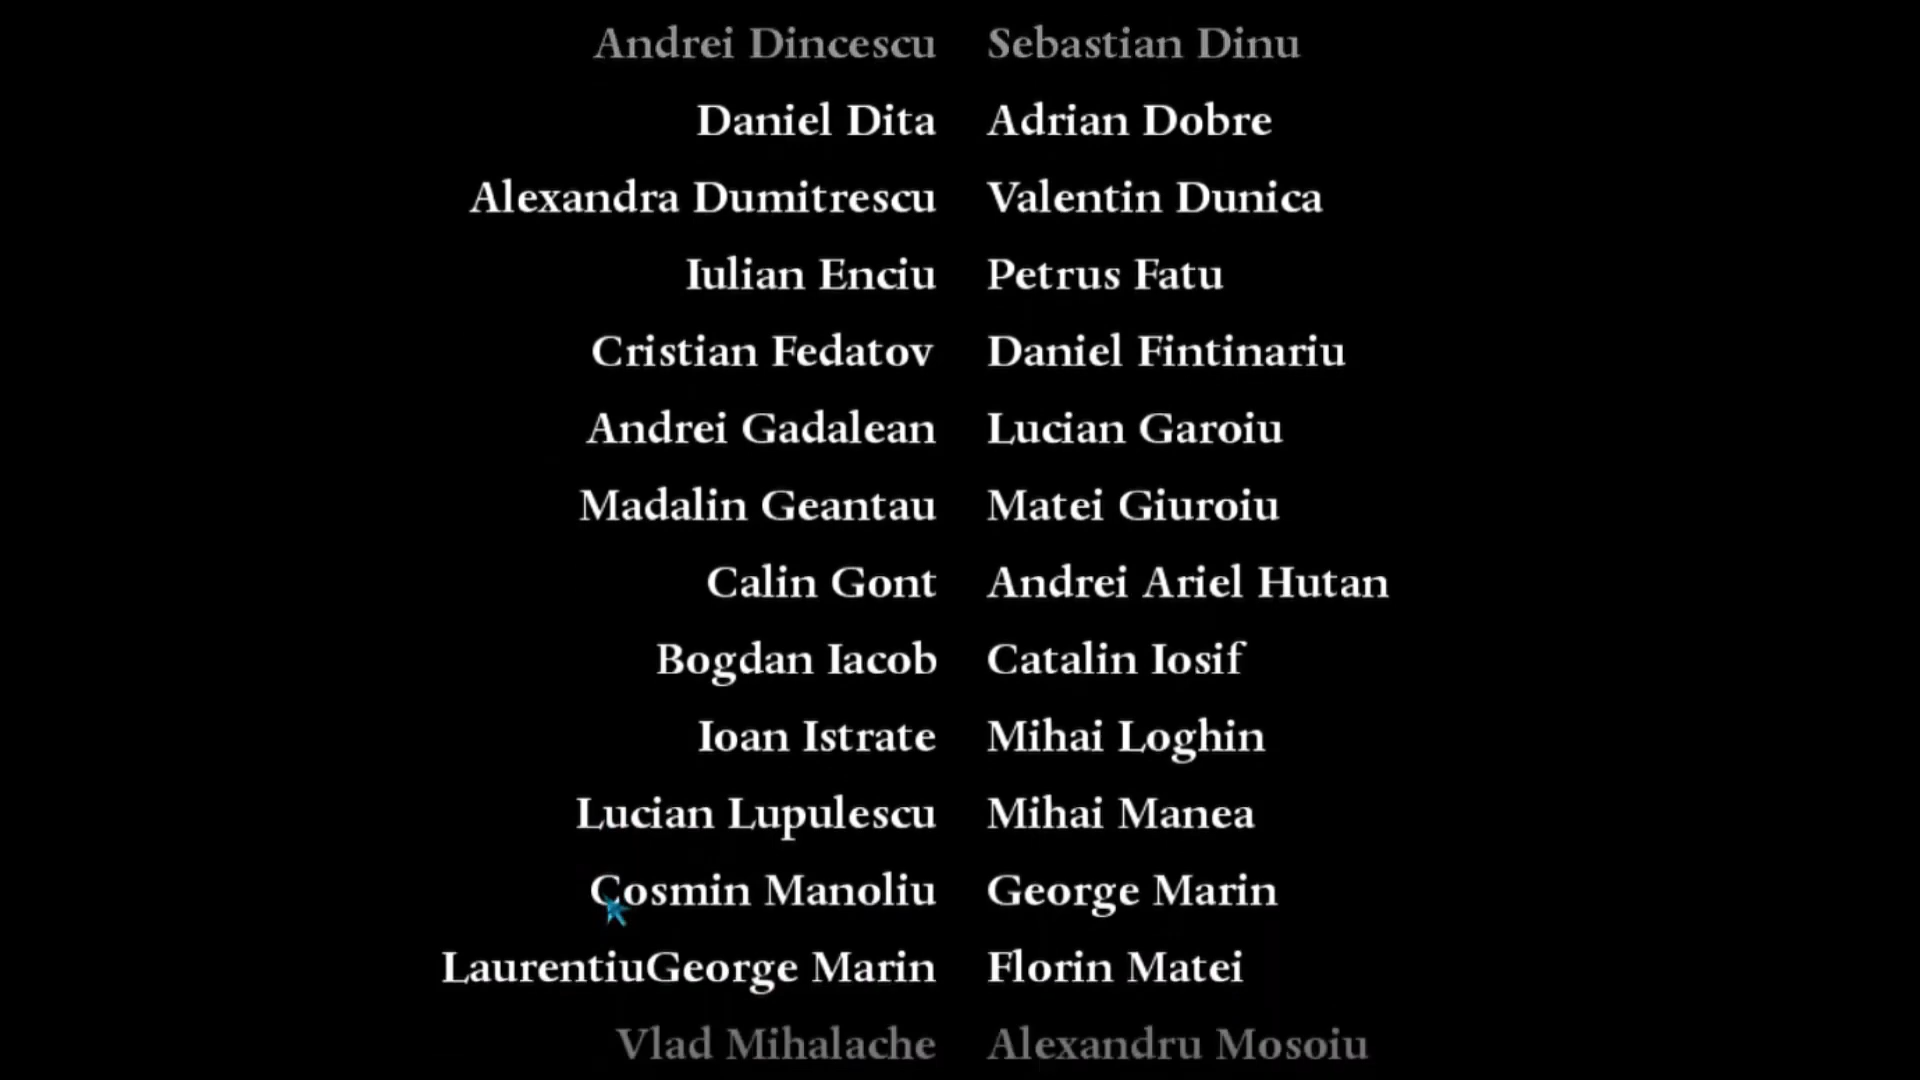 Andrei Dincescu Sebastian Dinu
Daniel Dita Adrian Dobre
Alexandra Dumitrescu Valentin Dunica
Iulian Enciu Petrus Fatu
Cristian Fedatov Daniel Fintinariu
Andrei Gadalean Lucian Garoiu
Madalin Geantau Matei Giuroiu
Calin Gont Andrei Ariel Hutan
Bogdan Iacob Catalin Iosif
Ioan Istrate Mihai Loghin
Lucian Lupulescu Mihai Manea
Cosmin Manoliu George Marin
LaurentiuGeorge Marin Florin Matei
Vlad Mihalache Alexandru Mosoiu